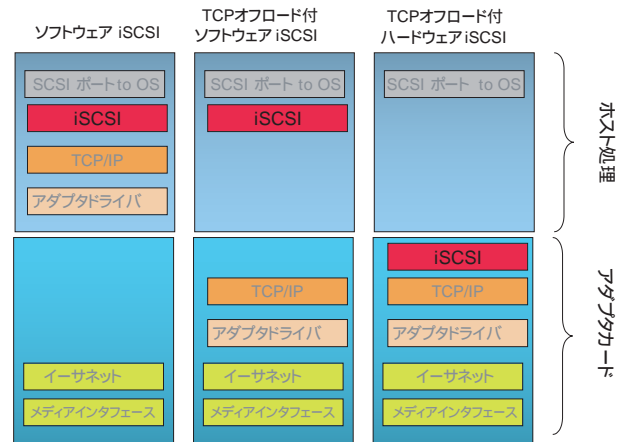 ソフトウェア iSCSI
TCPオフロード付
ソフトウェア iSCSI
TCPオフロード付
ハードウェア iSCSI
SCSI ポート to OS
iSCSI
TCP/IP
アダプタドライバ
SCSI ポート to OS
iSCSI
SCSI ポート to OS
ホスト処理
イーサネット
メディアインタフェース
TCP/IP
アダプタドライバ
イーサネット
メディアインタフェース
iSCSI
TCP/IP
アダプタドライバ
イーサネット
メディアインタフェース
アダプタカード